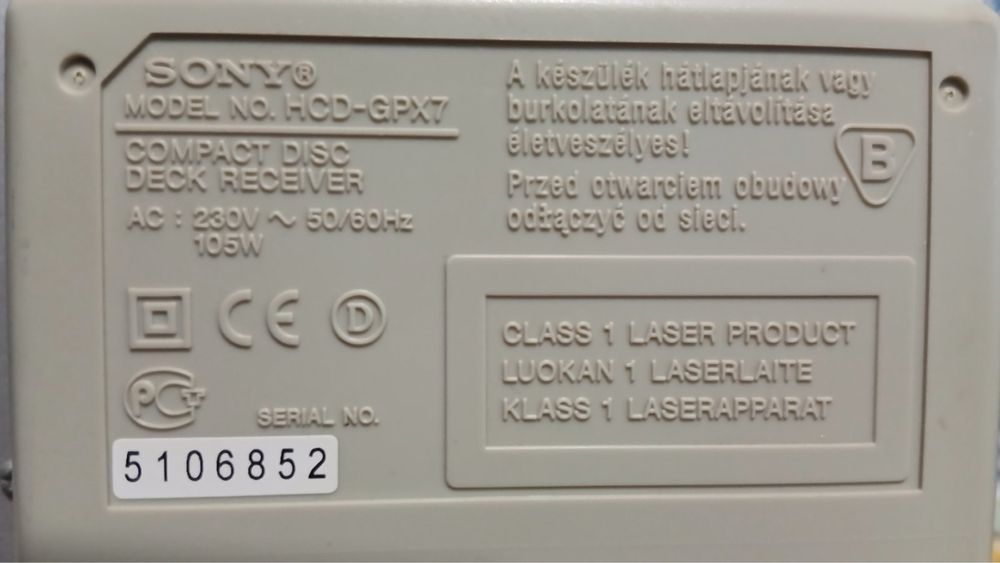 SONY®
MODEL NO. HCD-GPX7
COMPACT DISC
DECK RECEIVER
AC : 230V ~ 50/60Hz
105W
CE D
PCT
SERIAL NO.
5106852
A készülék hátlapjának vagy
burkolatának eltávolítása
életveszélyes!
Przed otwarciem obudowy
odłączyć od sieci.
B
CLASS 1 LASER PRODUCT
LUOKAN 1 LASERLAITE
KLASS 1 LASERAPPARAT